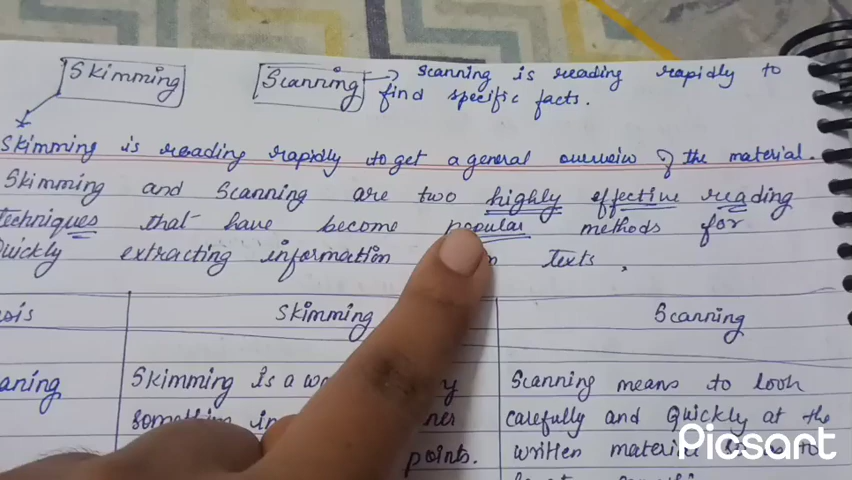 Skimming
Scanning → Scanning is reading rapidly to
find specific facts.
Skimming is reading rapidly to get a general overview of the material.
Skimming and Scanning are two highly effective reading
Techniques that have become popular methods for
Quickly extracting information Texts.
Skimming Scanning
Skimming is a Scanning means to look
carefully and Quickly at the
points. written material
to
Picsart